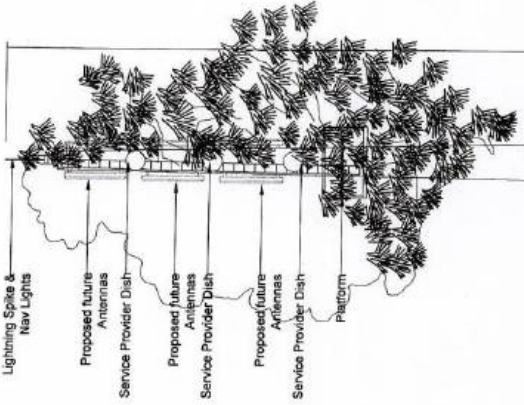 Lightning Spike &
Nav Lights
Proposed future
Antennas
Service Provider Dish
Proposed future
Antennas
Service Provider Dish
Proposed future
Antennas
Service Provider Dish
Platform